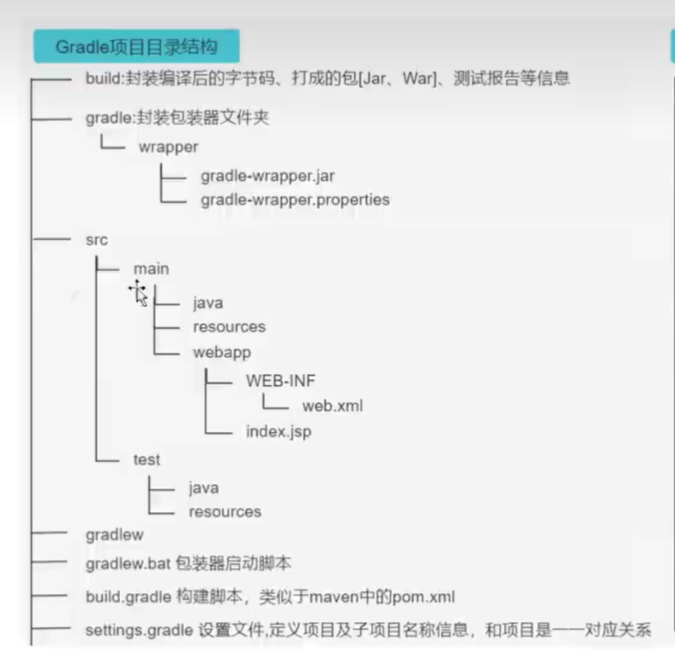 Gradle项目目录结构
build:封装编译后的字节码、打成的包[Jar、War]、测试报告等信息
gradle:封装包装器文件夹
wrapper
gradle-wrapper.jar
gradle-wrapper.properties
src
main
java
resources
webapp
WEB-INF
web.xml
index.jsp
test
java
resources
gradlew
gradlew.bat 包装器启动脚本
build.gradle 构建脚本，类似于maven中的pom.xml
settings.gradle 设置文件,定义项目及子项目名称信息，和项目是一一对应关系